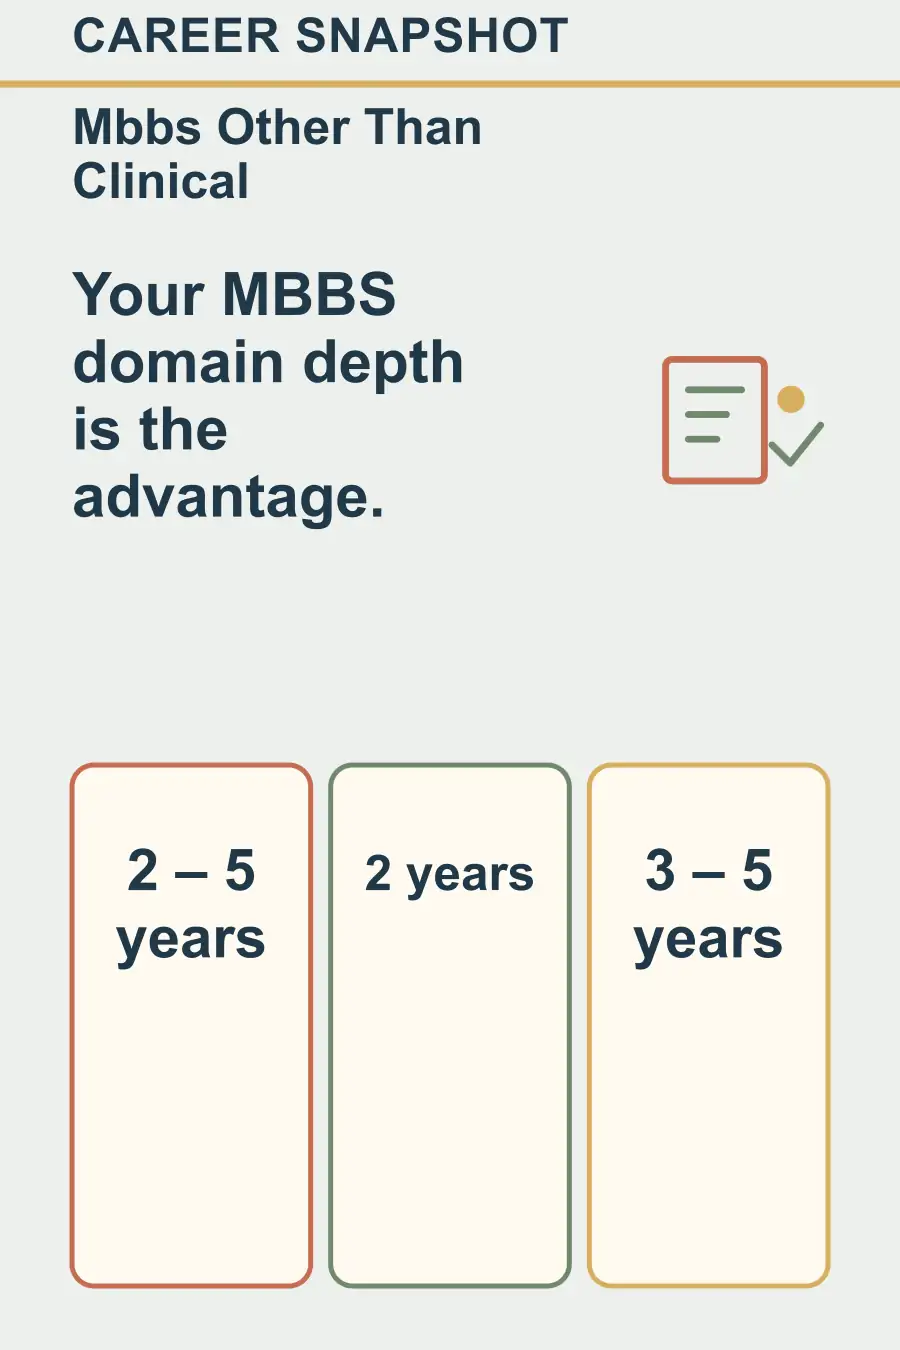 CAREER SNAPSHOT
Mbbs Other Than
Clinical
Your MBBS
domain depth
is the
advantage.
2 – 5
years
2 years
3 – 5
years